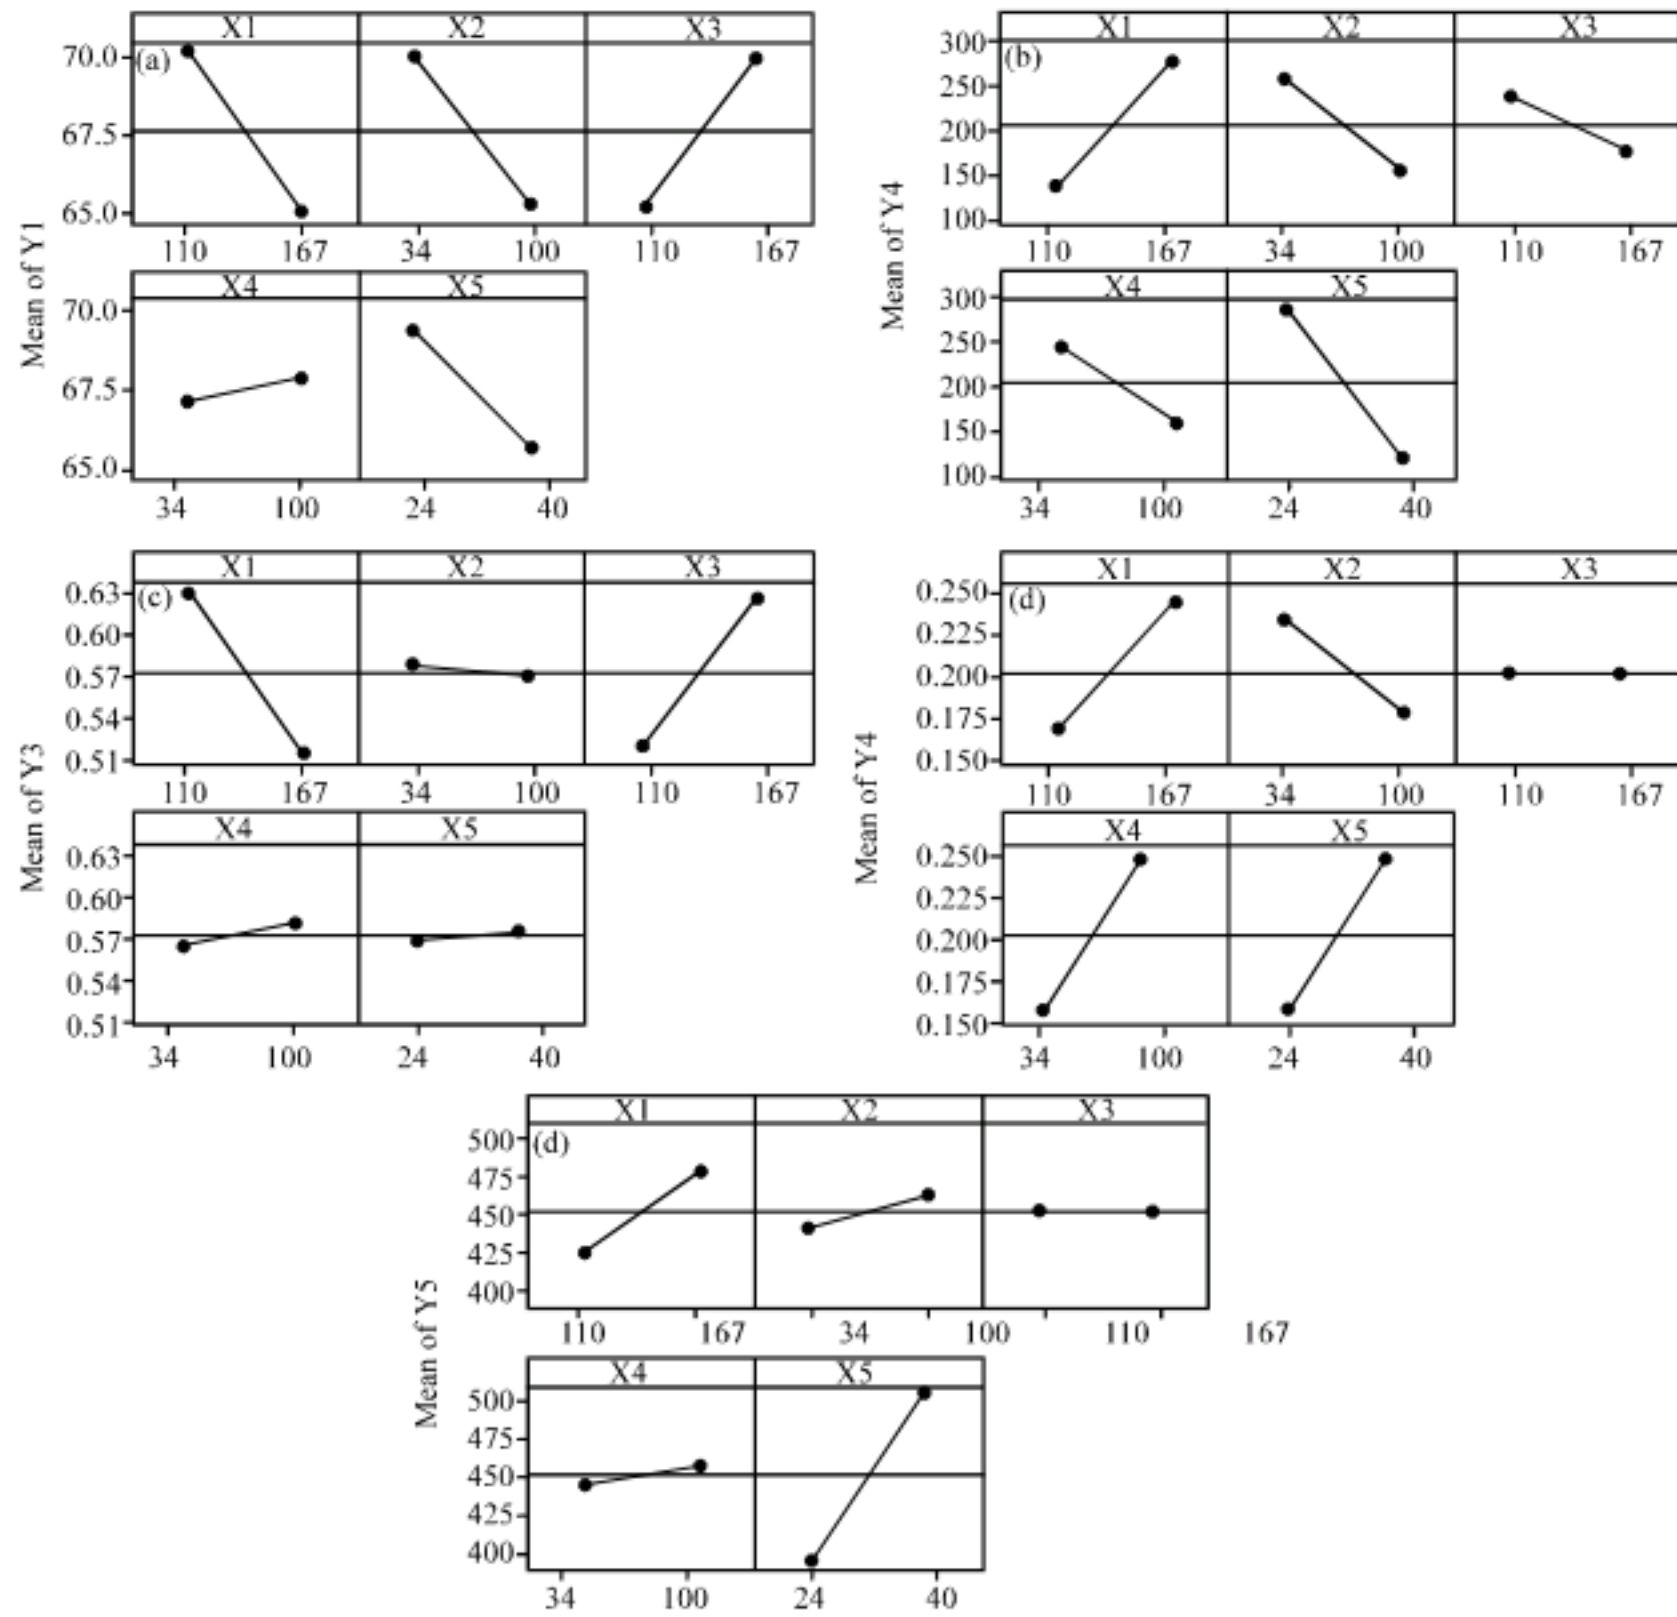 X1 X2 X3
(a)
70.0
67.5
65.0
110 167 34 100 110 167
X4 X5
70.0
67.5
65.0
34 100 24 40
Mean of Y1
X1 X2 X3
(b)
300
250
200
150
100
110 167 34 100 110 167
X4 X5
300
250
200
150
100
34 100 24 40
Mean of Y4
X1 X2 X3
(c)
0.63
0.60
0.57
0.54
0.51
110 167 34 100 110 167
X4 X5
0.63
0.60
0.57
0.54
0.51
34 100 24 40
Mean of Y3
X1 X2 X3
(d)
0.250
0.225
0.200
0.175
0.150
110 167 34 100 110 167
X4 X5
0.250
0.225
0.200
0.175
0.150
34 100 24 40
Mean of Y4
X1 X2 X3
(d)
500
475
450
425
400
110 167 34 100 110 167
X4 X5
500
475
450
425
400
34 100 24 40
Mean of Y5